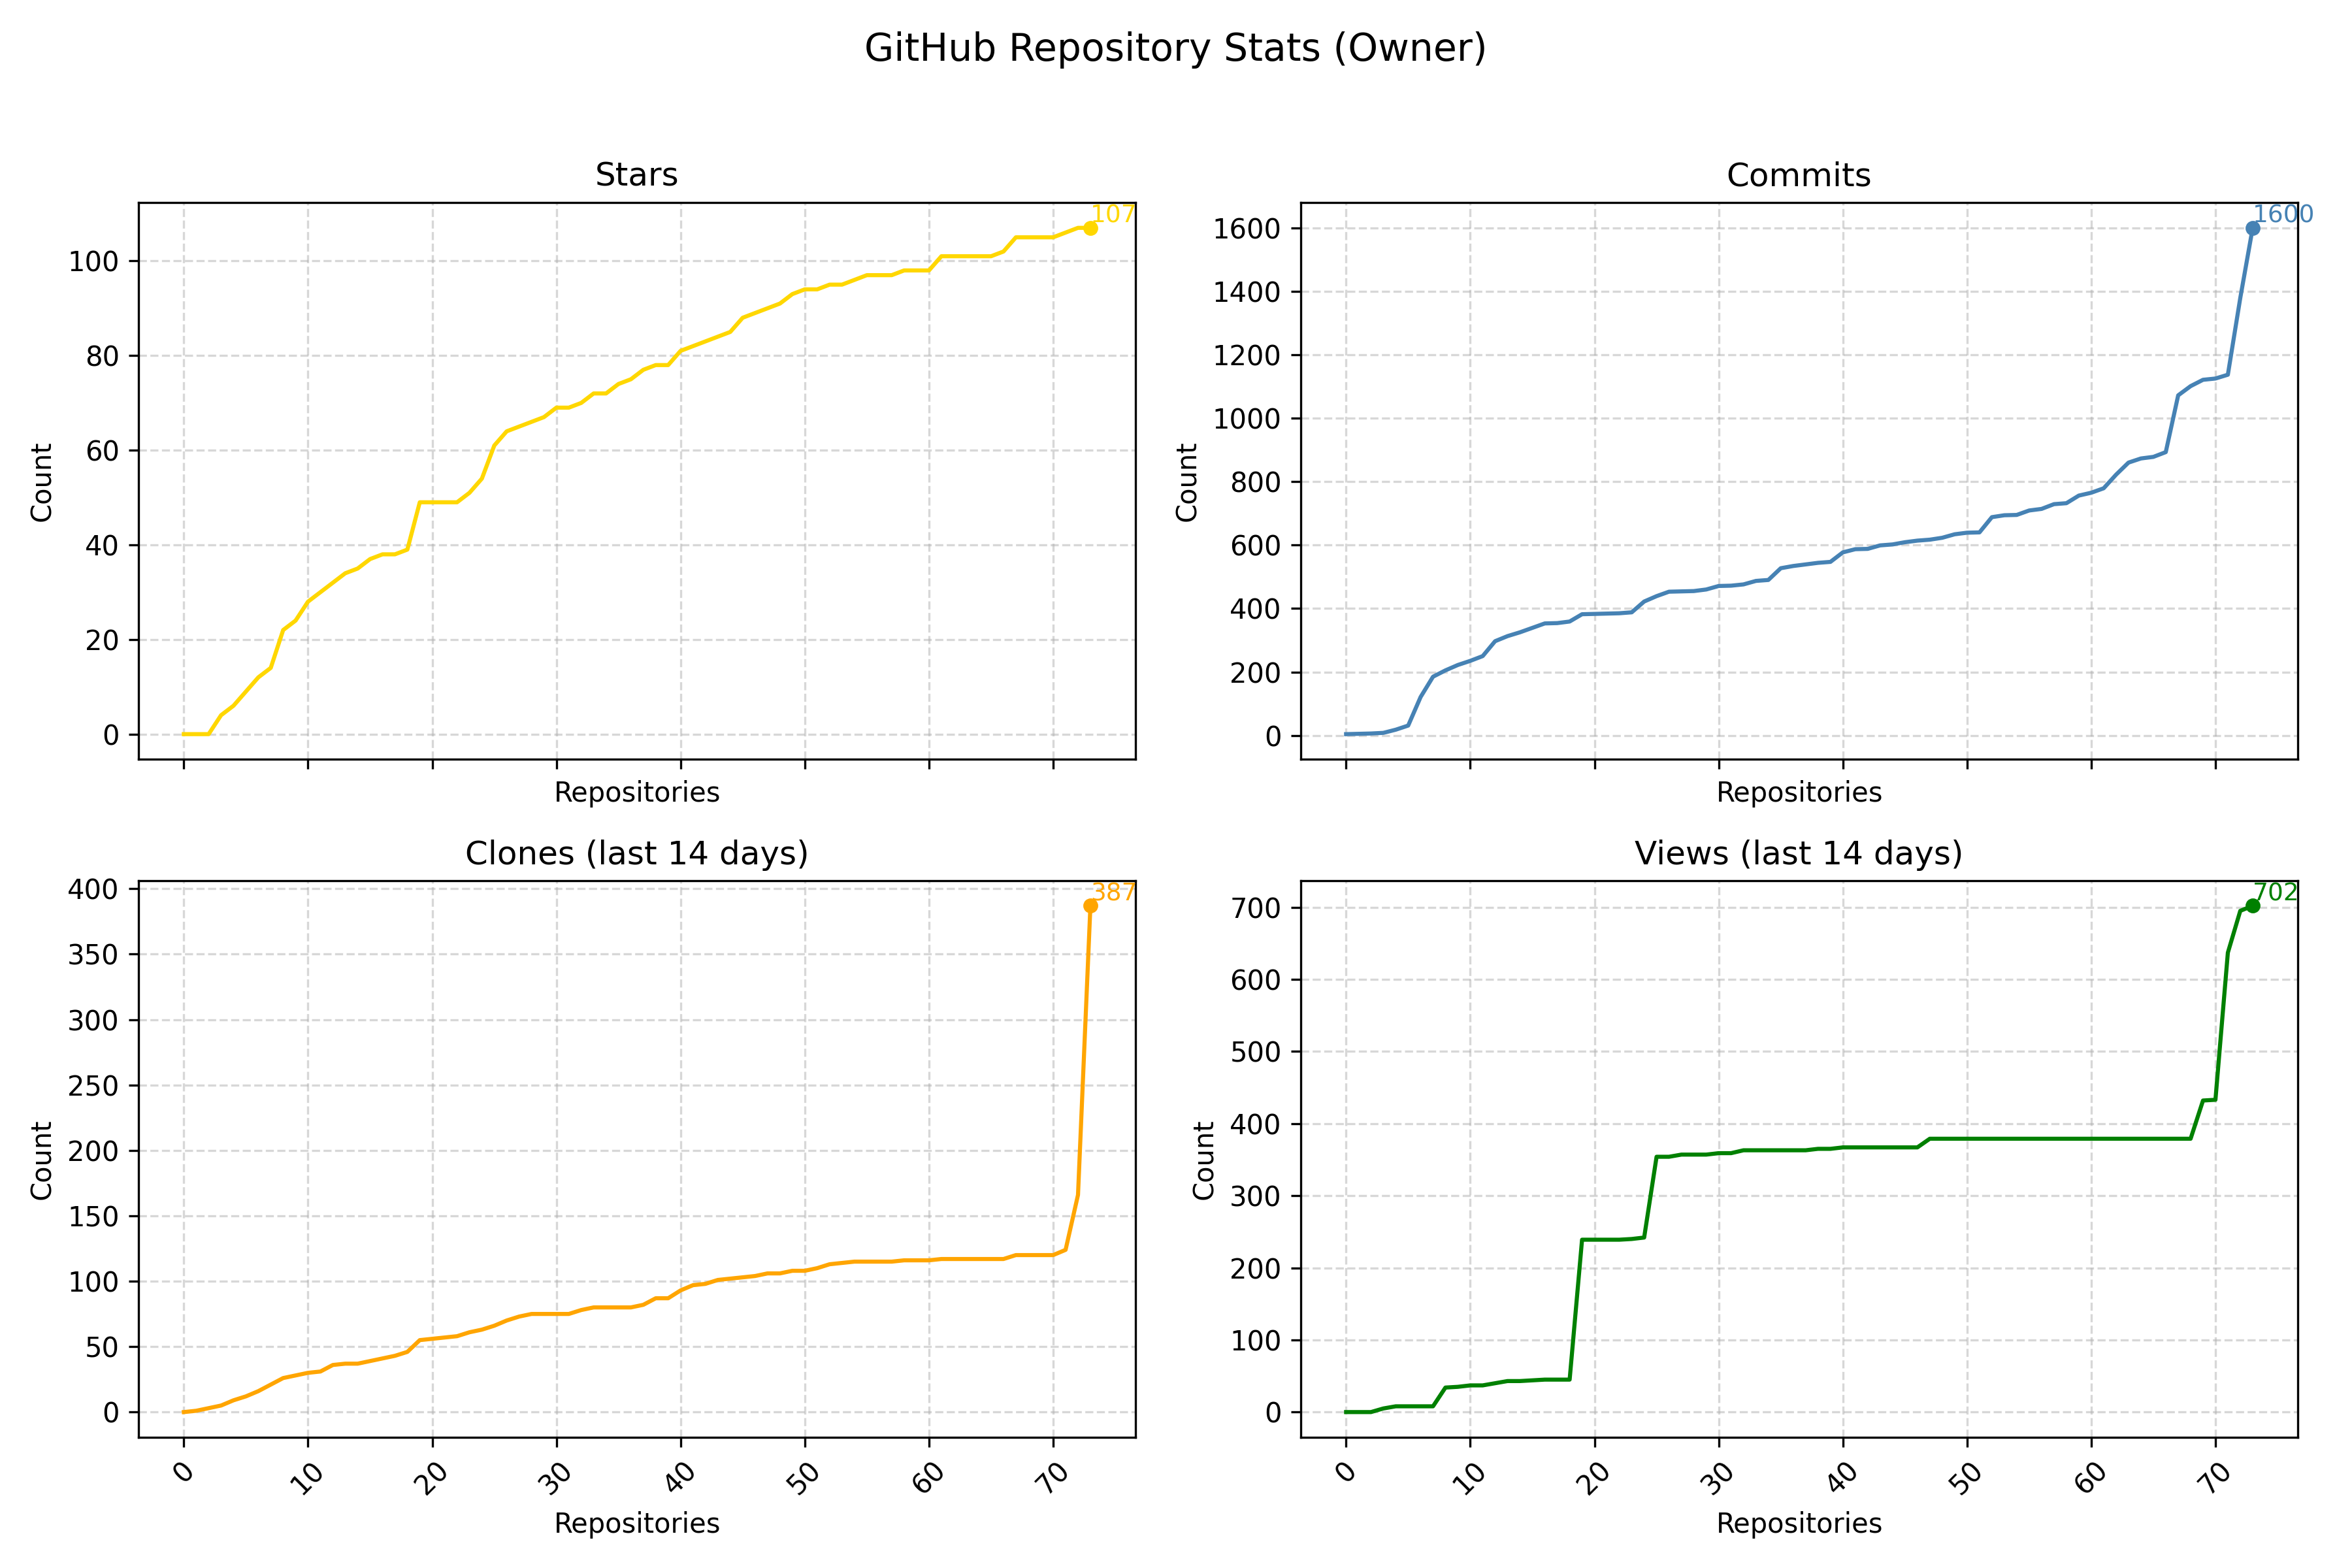 GitHub Repository Stats (Owner)
Stars
107
100
80
60
40
20
0
Count
Repositories
Commits
1600
1600
1400
1200
1000
800
600
400
200
0
Count
Repositories
Clones (last 14 days)
387
400
350
300
250
200
150
100
50
0
Count
0 10 20 30 40 50 60 70
Repositories
Views (last 14 days)
702
700
600
500
400
300
200
100
0
Count
0 10 20 30 40 50 60 70
Repositories